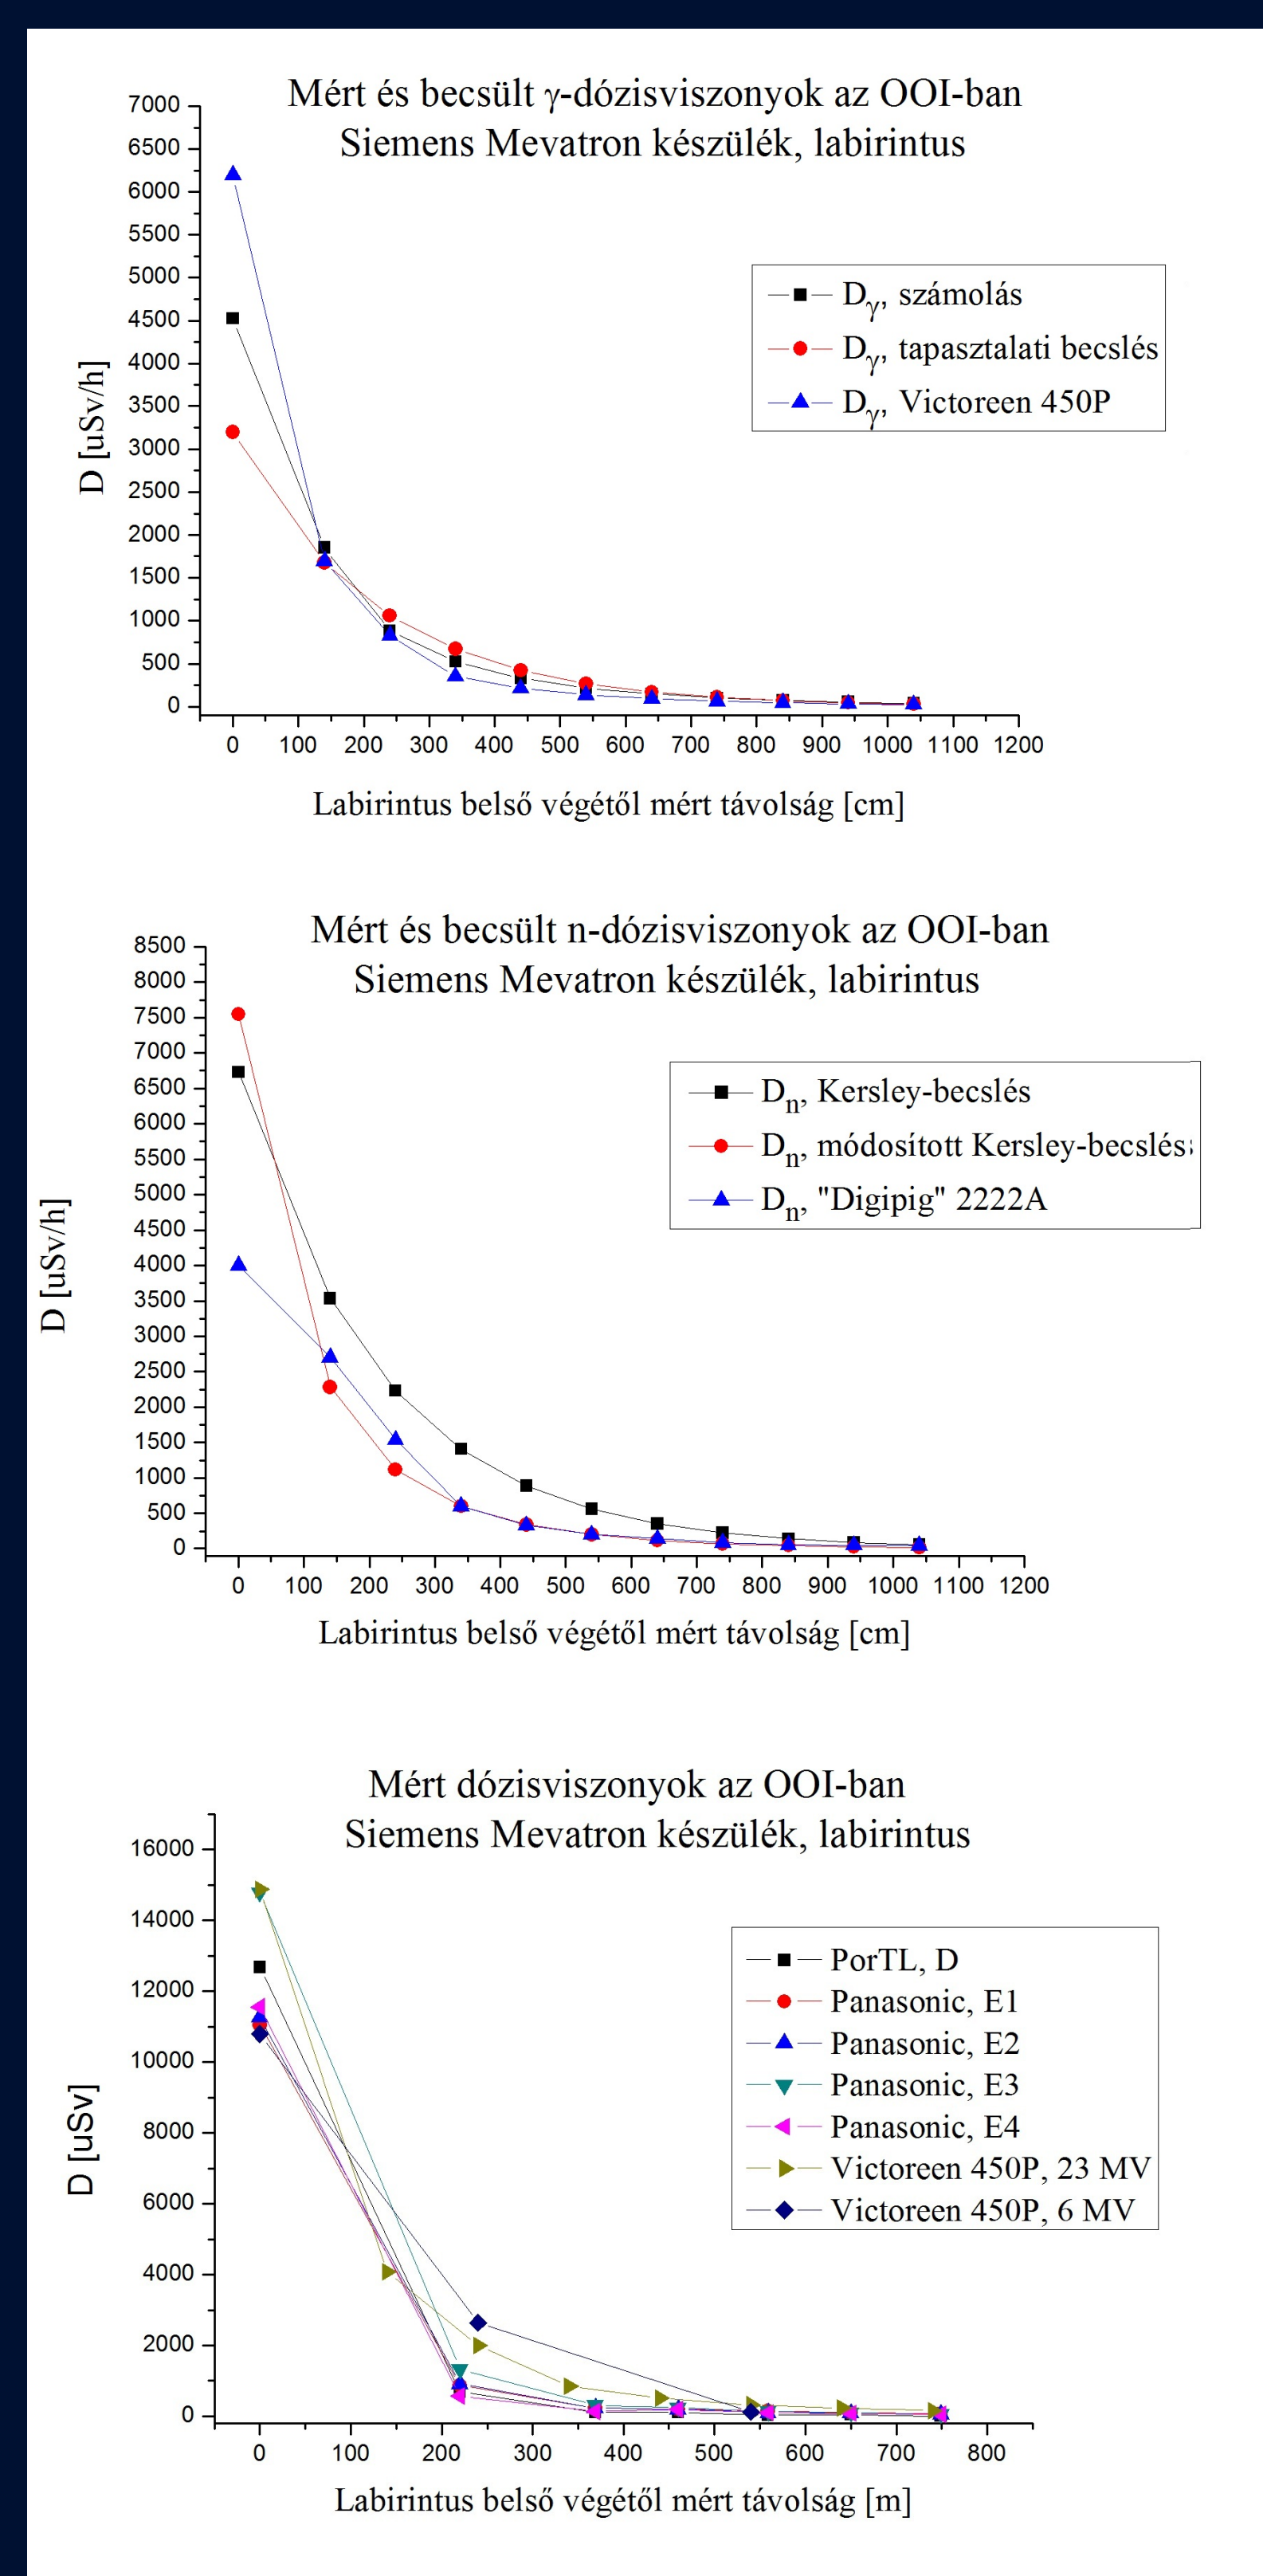 Mért és becsült γ-dózisviszonyok az OOI-ban
Siemens Mevatron készülék, labirintus
7000
6500
6000
5500
5000
4500
4000
3500
3000
2500
2000
1500
1000
500
0
D [uSv/h]
Dγ, számolás
Dγ, tapasztalati becslés
Dγ, Victoreen 450P
0 100 200 300 400 500 600 700 800 900 1000 1100 1200
Labirintus belső végétől mért távolság [cm]
Mért és becsült n-dózisviszonyok az OOI-ban
Siemens Mevatron készülék, labirintus
8500
8000
7500
7000
6500
6000
5500
5000
4500
4000
3500
3000
2500
2000
1500
1000
500
0
D [uSv/h]
Dn, Kersley-becslés
Dn, módosított Kersley-becslés
Dn, "Digipig" 2222A
0 100 200 300 400 500 600 700 800 900 1000 1100 1200
Labirintus belső végétől mért távolság [cm]
Mért dózisviszonyok az OOI-ban
Siemens Mevatron készülék, labirintus
16000
14000
12000
10000
8000
6000
4000
2000
0
D [uSv]
PorTL, D
Panasonic, E1
Panasonic, E2
Panasonic, E3
Panasonic, E4
Victoreen 450P, 23 MV
Victoreen 450P, 6 MV
0 100 200 300 400 500 600 700 800
Labirintus belső végétől mért távolság [m]